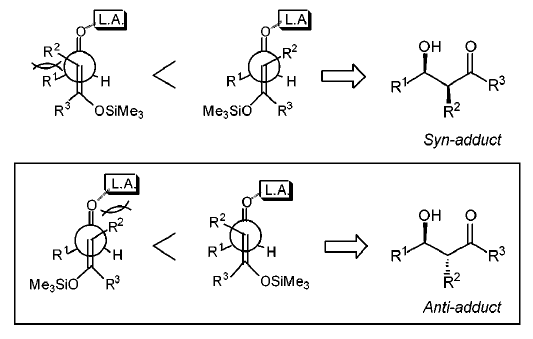 L.A.
O
R²
R¹
H
R³
OSiMe₃
<
L.A.
O
R²
R¹
H
Me₃SiO
R³
OH
O
R¹
R³
R²
Syn-adduct
L.A.
O
R²
R¹
H
Me₃SiO
R³
<
L.A.
O
R²
R¹
H
R³
OSiMe₃
OH
O
R¹
R³
R²
Anti-adduct